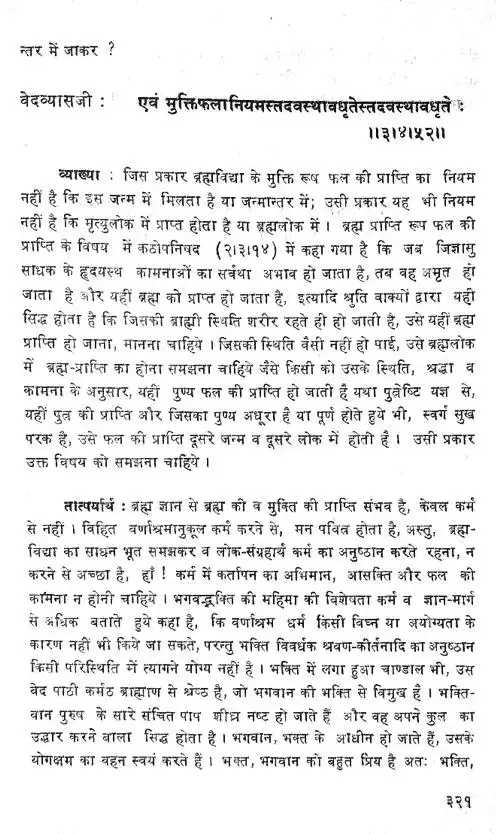 न्तर में जाकर ?
वेदव्यासजी : एवं मुक्तिफलानियमस्तदवस्थावधृतेस्तदवस्थावधृते :
॥३॥४॥५२॥
व्याख्या : जिस प्रकार ब्रह्मविद्या के मुक्ति रूष फल की प्राप्ति का नियम
नहीं है कि इस जन्म में मिलता है या जन्मान्तर में; उसी प्रकार यह भी नियम
नहीं है कि मृत्युलोक में प्राप्त होता है या ब्रह्मलोक में । ब्रह्म प्राप्ति रूप फल की
प्राप्ति के विषय में कठोपनिषद (२।३।१४) में कहा गया है कि जब जिज्ञासु
साधक के हृदयस्थ कामनाओं का सर्वथा अभाव हो जाता है, तब वह अमृत हो
जाता है और यहीं ब्रह्म को प्राप्त हो जाता है, इत्यादि श्रुति वाक्यों द्वारा यही
सिद्ध होता है कि जिसकी ब्राह्मी स्थिति शरीर रहते ही हो जाती है, उसे यहीं ब्रह्म
प्राप्ति हो जाना, मानना चाहिये । जिसकी स्थिति वैसी नहीं हो पाई, उसे ब्रह्मलोक
में ब्रह्म-प्राप्ति का होना समझना चाहिये जैसे किसी को उसके स्थिति, श्रद्धा व
कामना के अनुसार, यहीं पुण्य फल की प्राप्ति हो जाती है यथा पुत्रेष्टि यज्ञ से,
यहीं पुत्र की प्राप्ति और जिसका पुण्य अधूरा है या पूर्ण होते हुये भी, स्वर्ग सुख
परक है, उसे फल की प्राप्ति दूसरे जन्म व दूसरे लोक में होती है । उसी प्रकार
उक्त विषय को समझना चाहिये ।
तात्पर्यार्थ : ब्रह्म ज्ञान से ब्रह्म की व मुक्ति की प्राप्ति संभव है, केवल कर्म
से नहीं । विहित वर्णाश्रमानुकूल कर्म करने से, मन पवित्र होता है, अस्तु, ब्रह्म-
विद्या का साधन भूत समझकर व लोक-संग्रहार्थ कर्म का अनुष्ठान करते रहना, न
करने से अच्छा है, हाँ ! कर्म में कर्तापन का अभिमान, आसक्ति और फल की
कामना न होनी चाहिये । भगवद्भक्ति की महिमा की विशेषता कर्म व ज्ञान-मार्ग
से अधिक बताते हुये कहा है, कि वर्णाश्रम धर्म किसी विघ्न या अयोग्यता के
कारण नहीं भी किये जा सकते, परन्तु भक्ति विवर्धक श्रवण-कीर्तनादि का अनुष्ठान
किसी परिस्थिति में त्यागने योग्य नहीं है । भक्ति में लगा हुआ चाण्डाल भी, उस
वेद पाठी कर्मठ ब्राह्माण से श्रेष्ठ है, जो भगवान की भक्ति से विमुख है । भक्ति-
वान पुरुष के सारे संचित पाप शीघ्र नष्ट हो जाते हैं और वह अपने कुल का
उद्धार करने वाला सिद्ध होता है । भगवान, भक्त के आधीन हो जाते हैं, उसके
योगक्षम का वहन स्वयं करते हैं । भक्त, भगवान को बहुत प्रिय है अतः भक्ति,
३२१